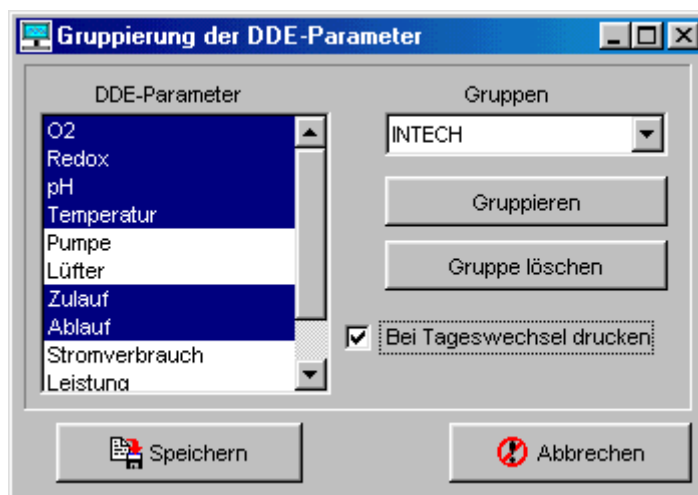 Gruppierung der DDE-Parameter
DDE-Parameter
O2
Redox
pH
Temperatur
Pumpe
Lüfter
Zulauf
Ablauf
Stromverbrauch
Leistung
Gruppen
INTECH
Gruppieren
Gruppe löschen
Bei Tageswechsel drucken
Speichern
Abbrechen